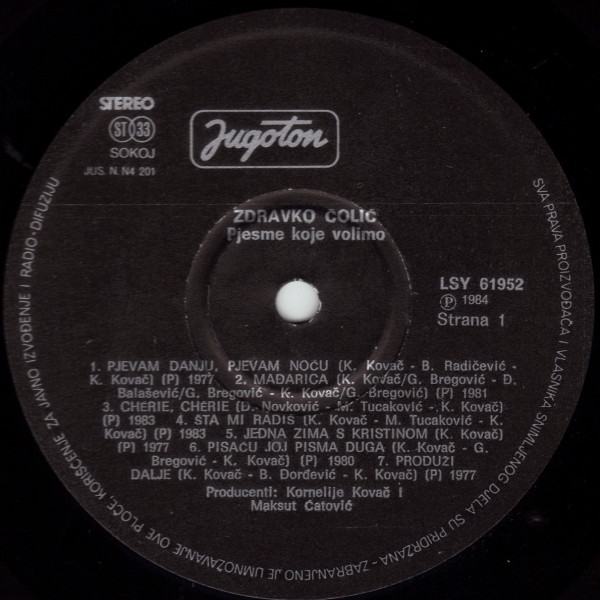 STEREO
ST 33
SOKOJ
JUS. N. N4 201
Jugoton
ZDRAVKO ČOLIĆ
Pjesme koje volimo
LSY 61952
Ⓟ 1984
Strana 1
1. PJEVAM DANJU, PJEVAM NOĆU (K. Kovač - B. Radičević -
K. Kovač) (P) 1977 2. MAĐARICA (K. Kovač/G. Bregović - Đ.
Balašević/G. Bregović - K. Kovač/G. Bregović) (P) 1981
3. CHERIE, CHERIE (D. Novković - M. Tucaković - K. Kovač)
(P) 1983 4. ŠTA MI RADIŠ (K. Kovač - M. Tucaković - K.
Kovač) (P) 1983 5. JEDNA ZIMA S KRISTINOM (K. Kovač)
(P) 1977 6. PISAĆU JOJ PISMA DUGA (K. Kovač - G.
Bregović - K. Kovač) (P) 1980 7. PRODUŽI
DALJE (K. Kovač - B. Đorđević - K. Kovač) (P) 1977
Producenti: Kornelije Kovač i
Maksut Ćatović
SVA PRAVA PROIZVOĐAČA I VLASNIKA SNIMLJENOG DJELA SU PRIDRŽANA - ZABRANJENO JE UMNOŽAVANJE OVE PLOČE, KORIŠĆENJE ZA JAVNO IZVOĐENJE I RADIO-DIFUZIJU